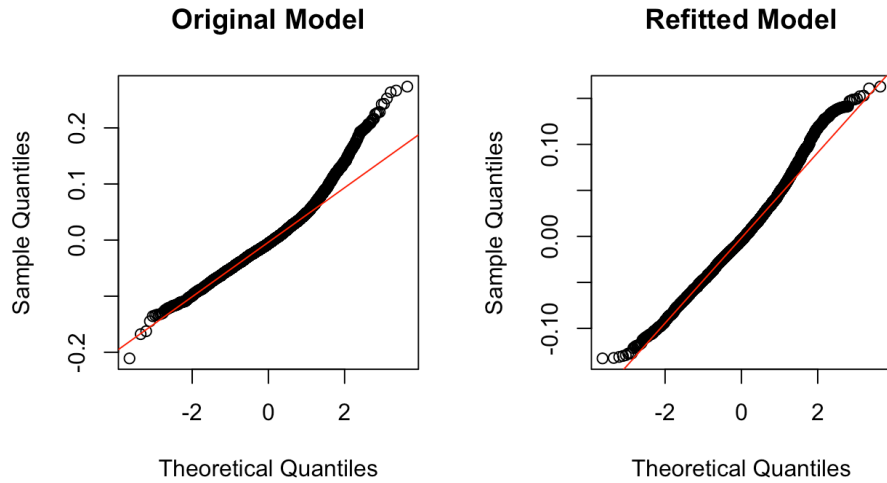 Original Model
Sample Quantiles
-0.2
0.0
0.1
0.2
-2
0
2
Theoretical Quantiles
Refitted Model
Sample Quantiles
-0.10
0.00
0.10
-2
0
2
Theoretical Quantiles